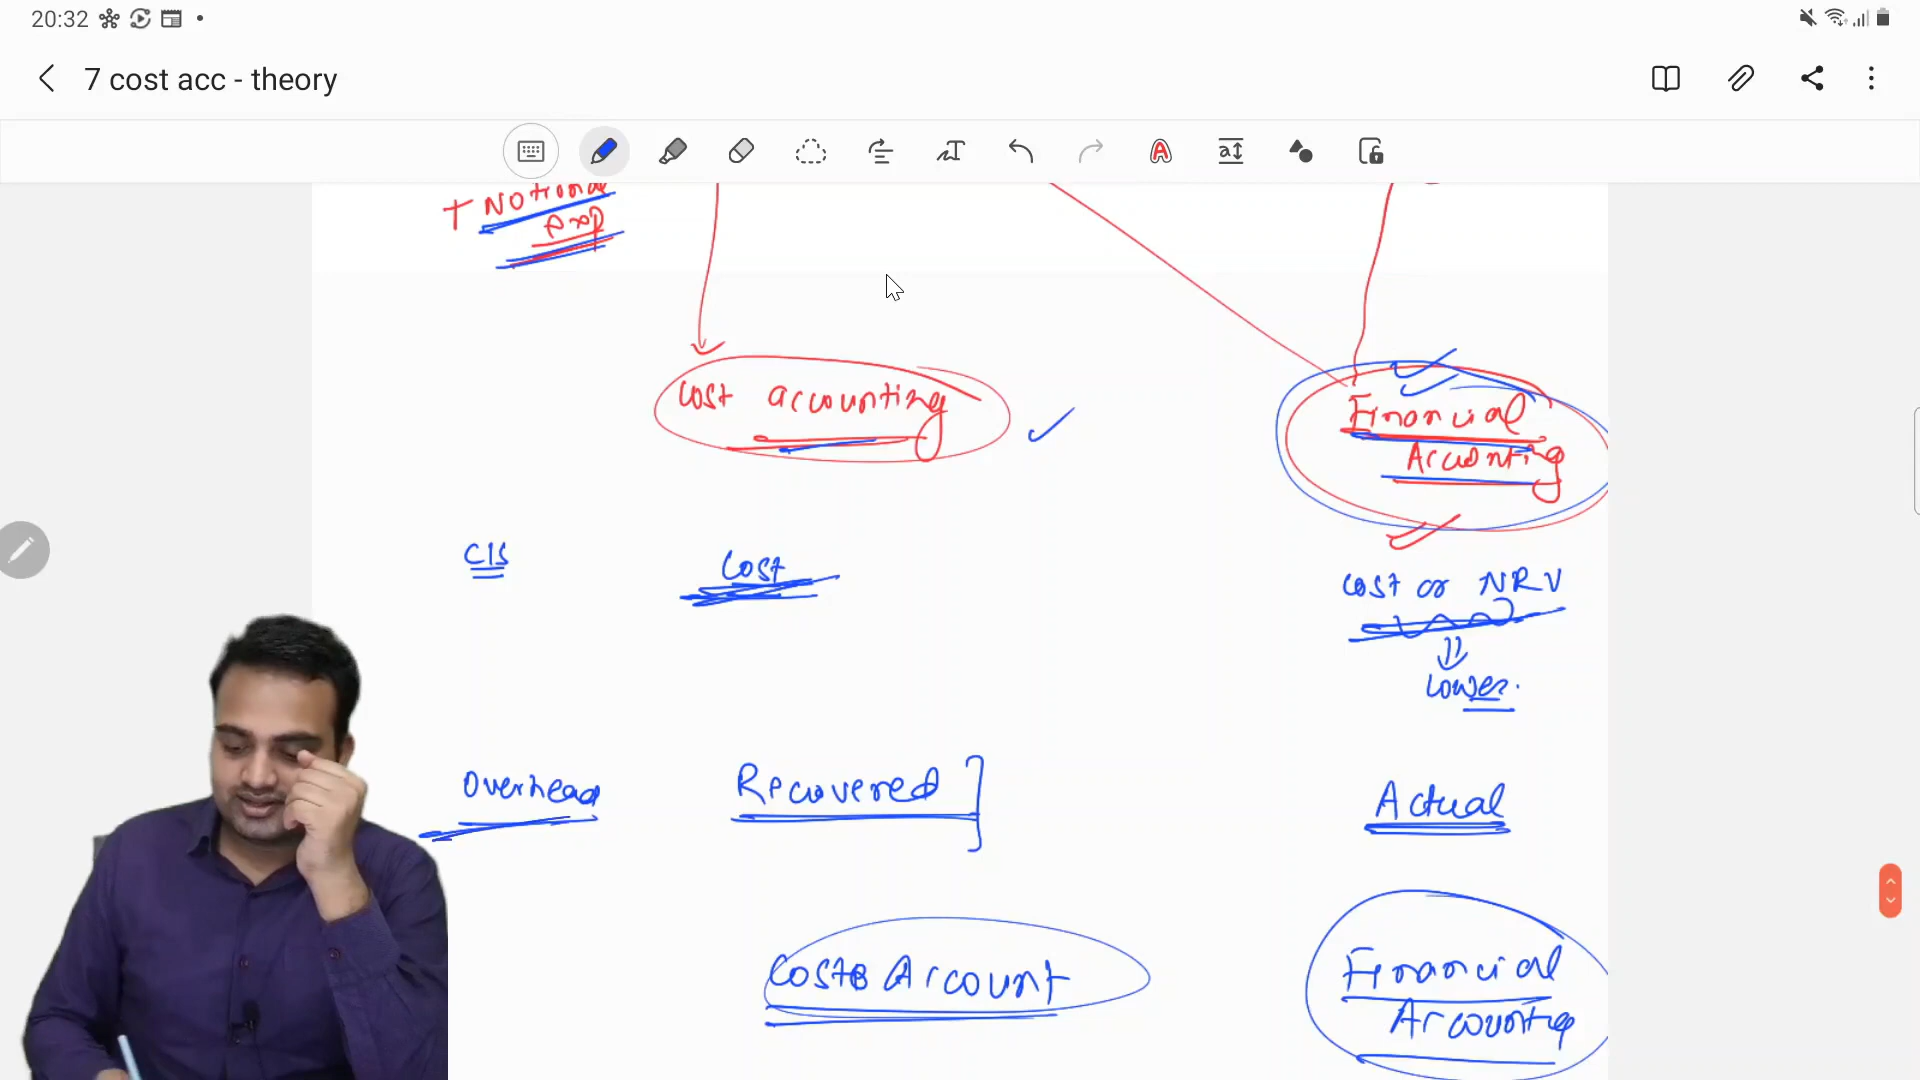 20:32
7 cost acc - theory
+ Notional
exp
Cost accounting
Financial
Accounting
CIS
Cost
Cost or NRV
Lower.
Overhead
Recovered
Actual
Account
Financial
Accounting